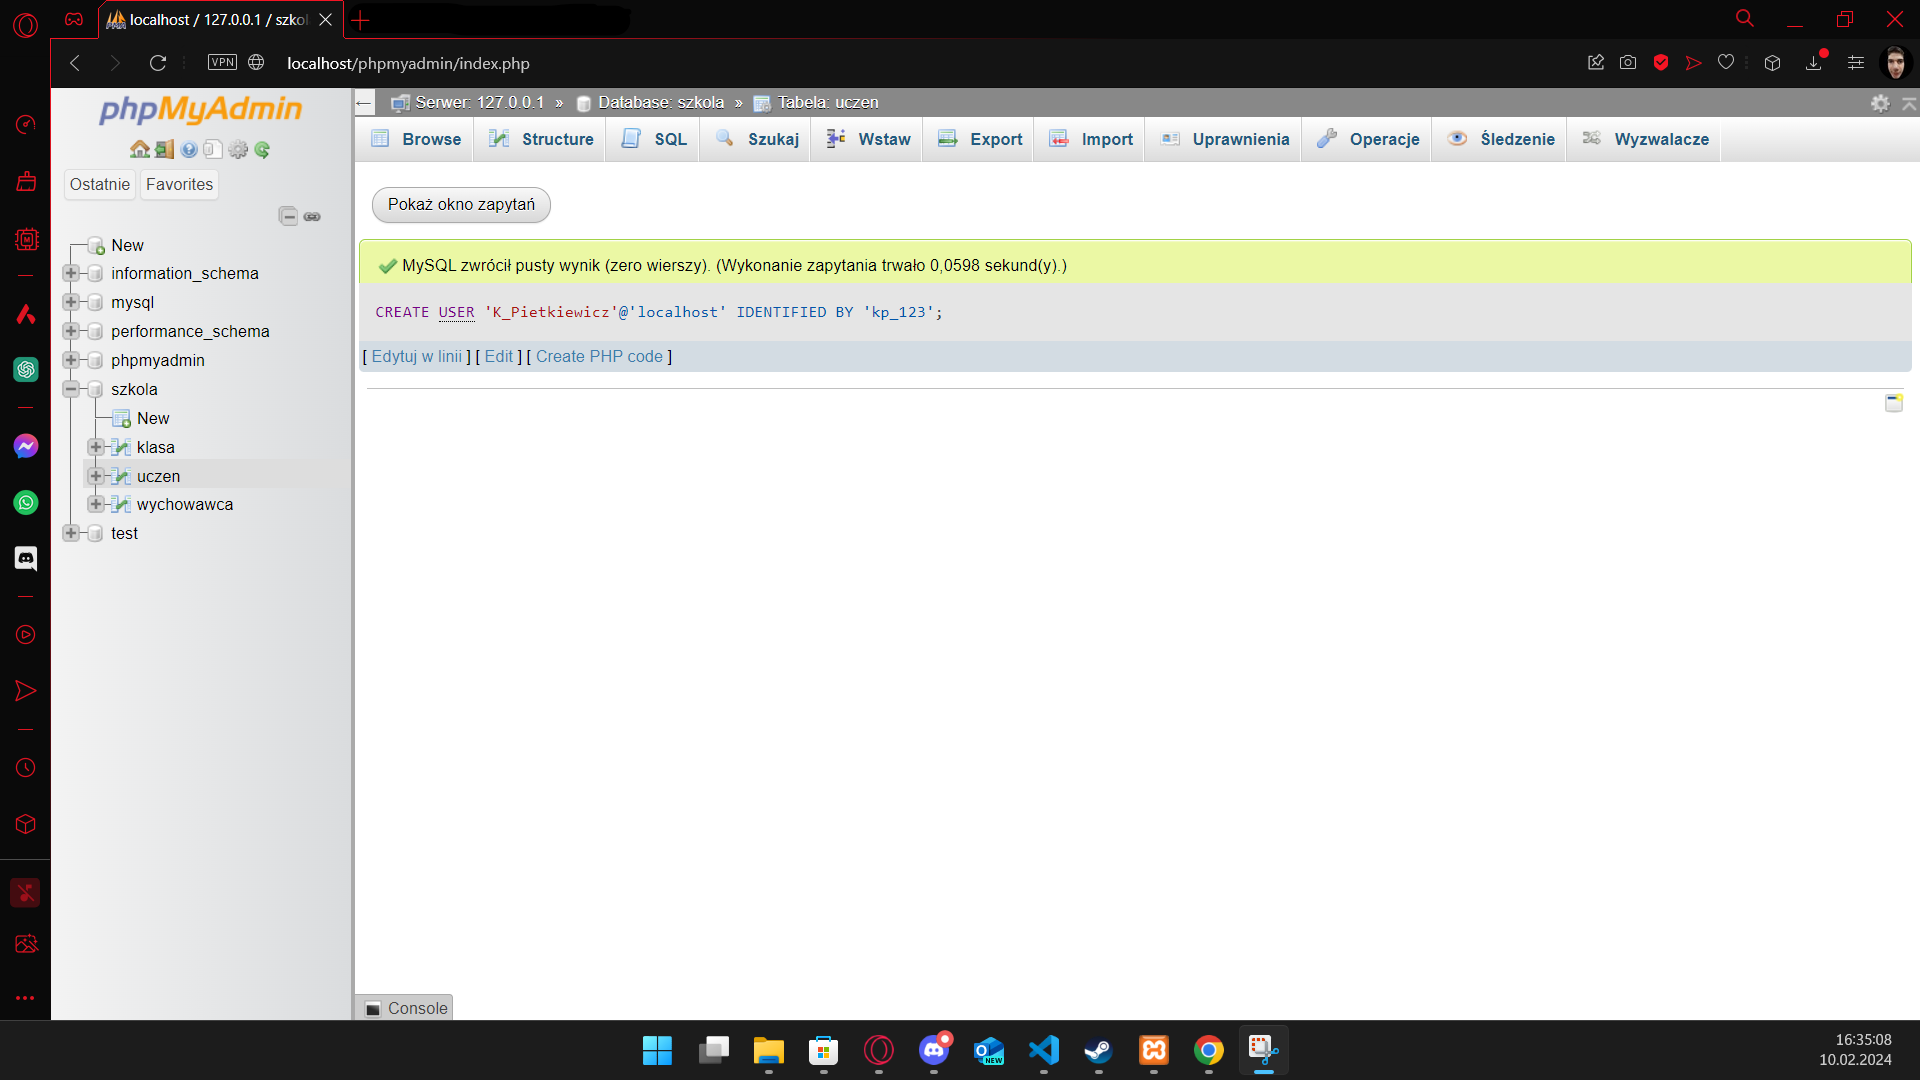 localhost / 127.0.0.1 / szko
VPN
localhost/phpmyadmin/index.php
phpMyAdmin
Ostatnie
Favorites
New
information_schema
mysql
performance_schema
phpmyadmin
szkola
New
klasa
uczen
wychowawca
test
Serwer: 127.0.0.1 » Database: szkola » Tabela: uczen
Browse
Structure
SQL
Szukaj
Wstaw
Export
Import
Uprawnienia
Operacje
Śledzenie
Wyzwalacze
Pokaż okno zapytań
MySQL zwrócił pusty wynik (zero wierszy). (Wykonanie zapytania trwało 0,0598 sekund(y).)
CREATE USER 'K_Pietkiewicz'@'localhost' IDENTIFIED BY 'kp_123';
[ Edytuj w linii ] [ Edit ] [ Create PHP code ]
Console
NEW
16:35:08
10.02.2024